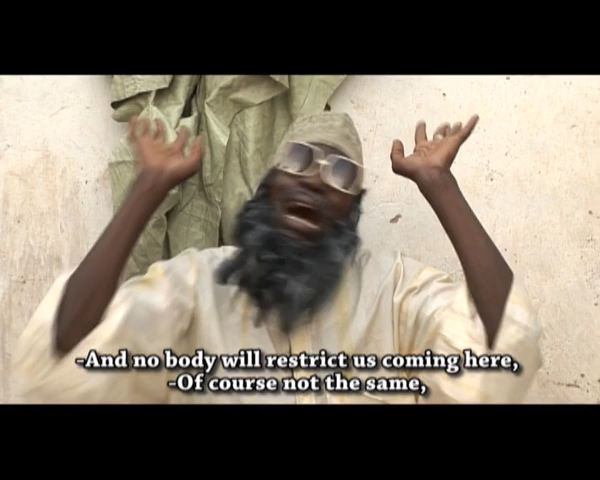 -And no body will restrict us coming here,
-Of course not the same,